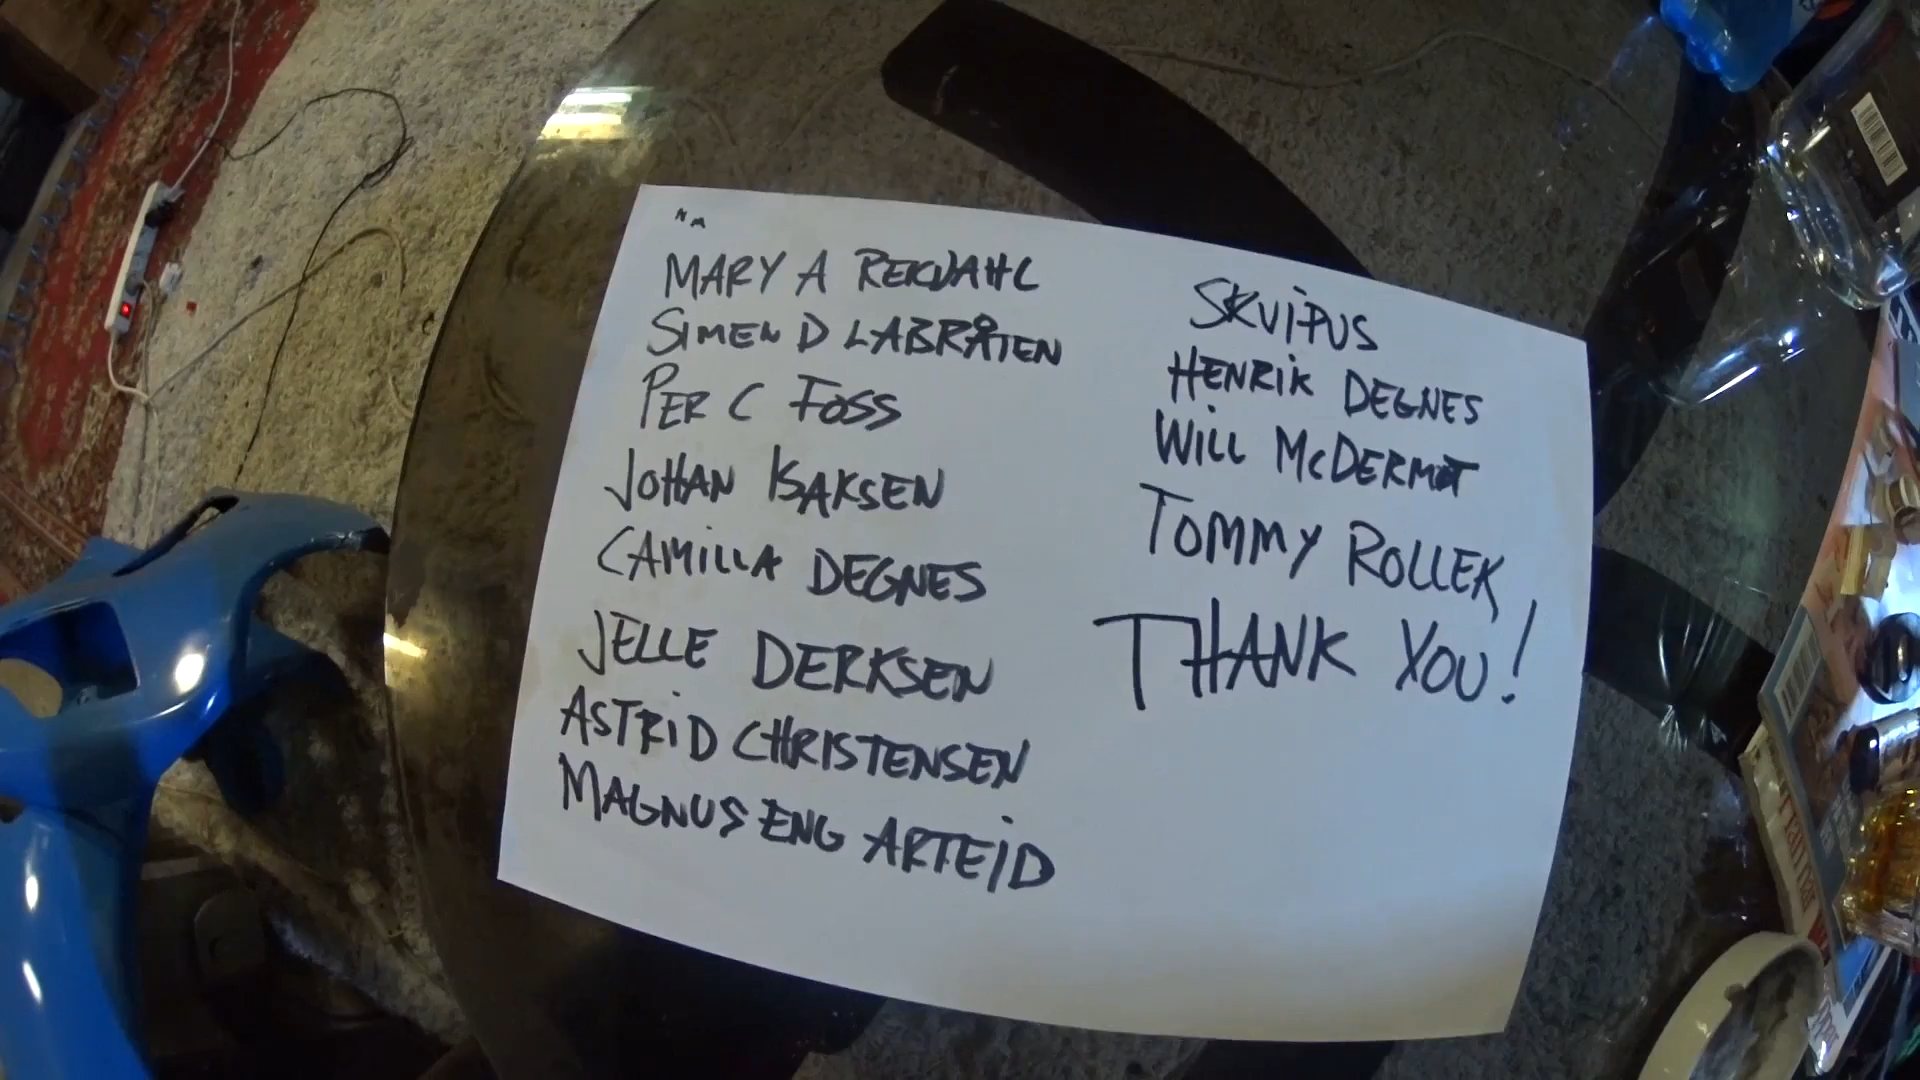 MARY A REKDAHL
SIMEN D LABRÅTEN
PER C FOSS
JOHAN ISAKSEN
CAMILLA DEGNES
JELLE DERKSEN
ASTRID CHRISTENSEN
MAGNUS ENG ARTEID
SKVIPUS
HENRIK DEGNES
WILL MCDERMOT
TOMMY ROLLEK
THANK YOU!